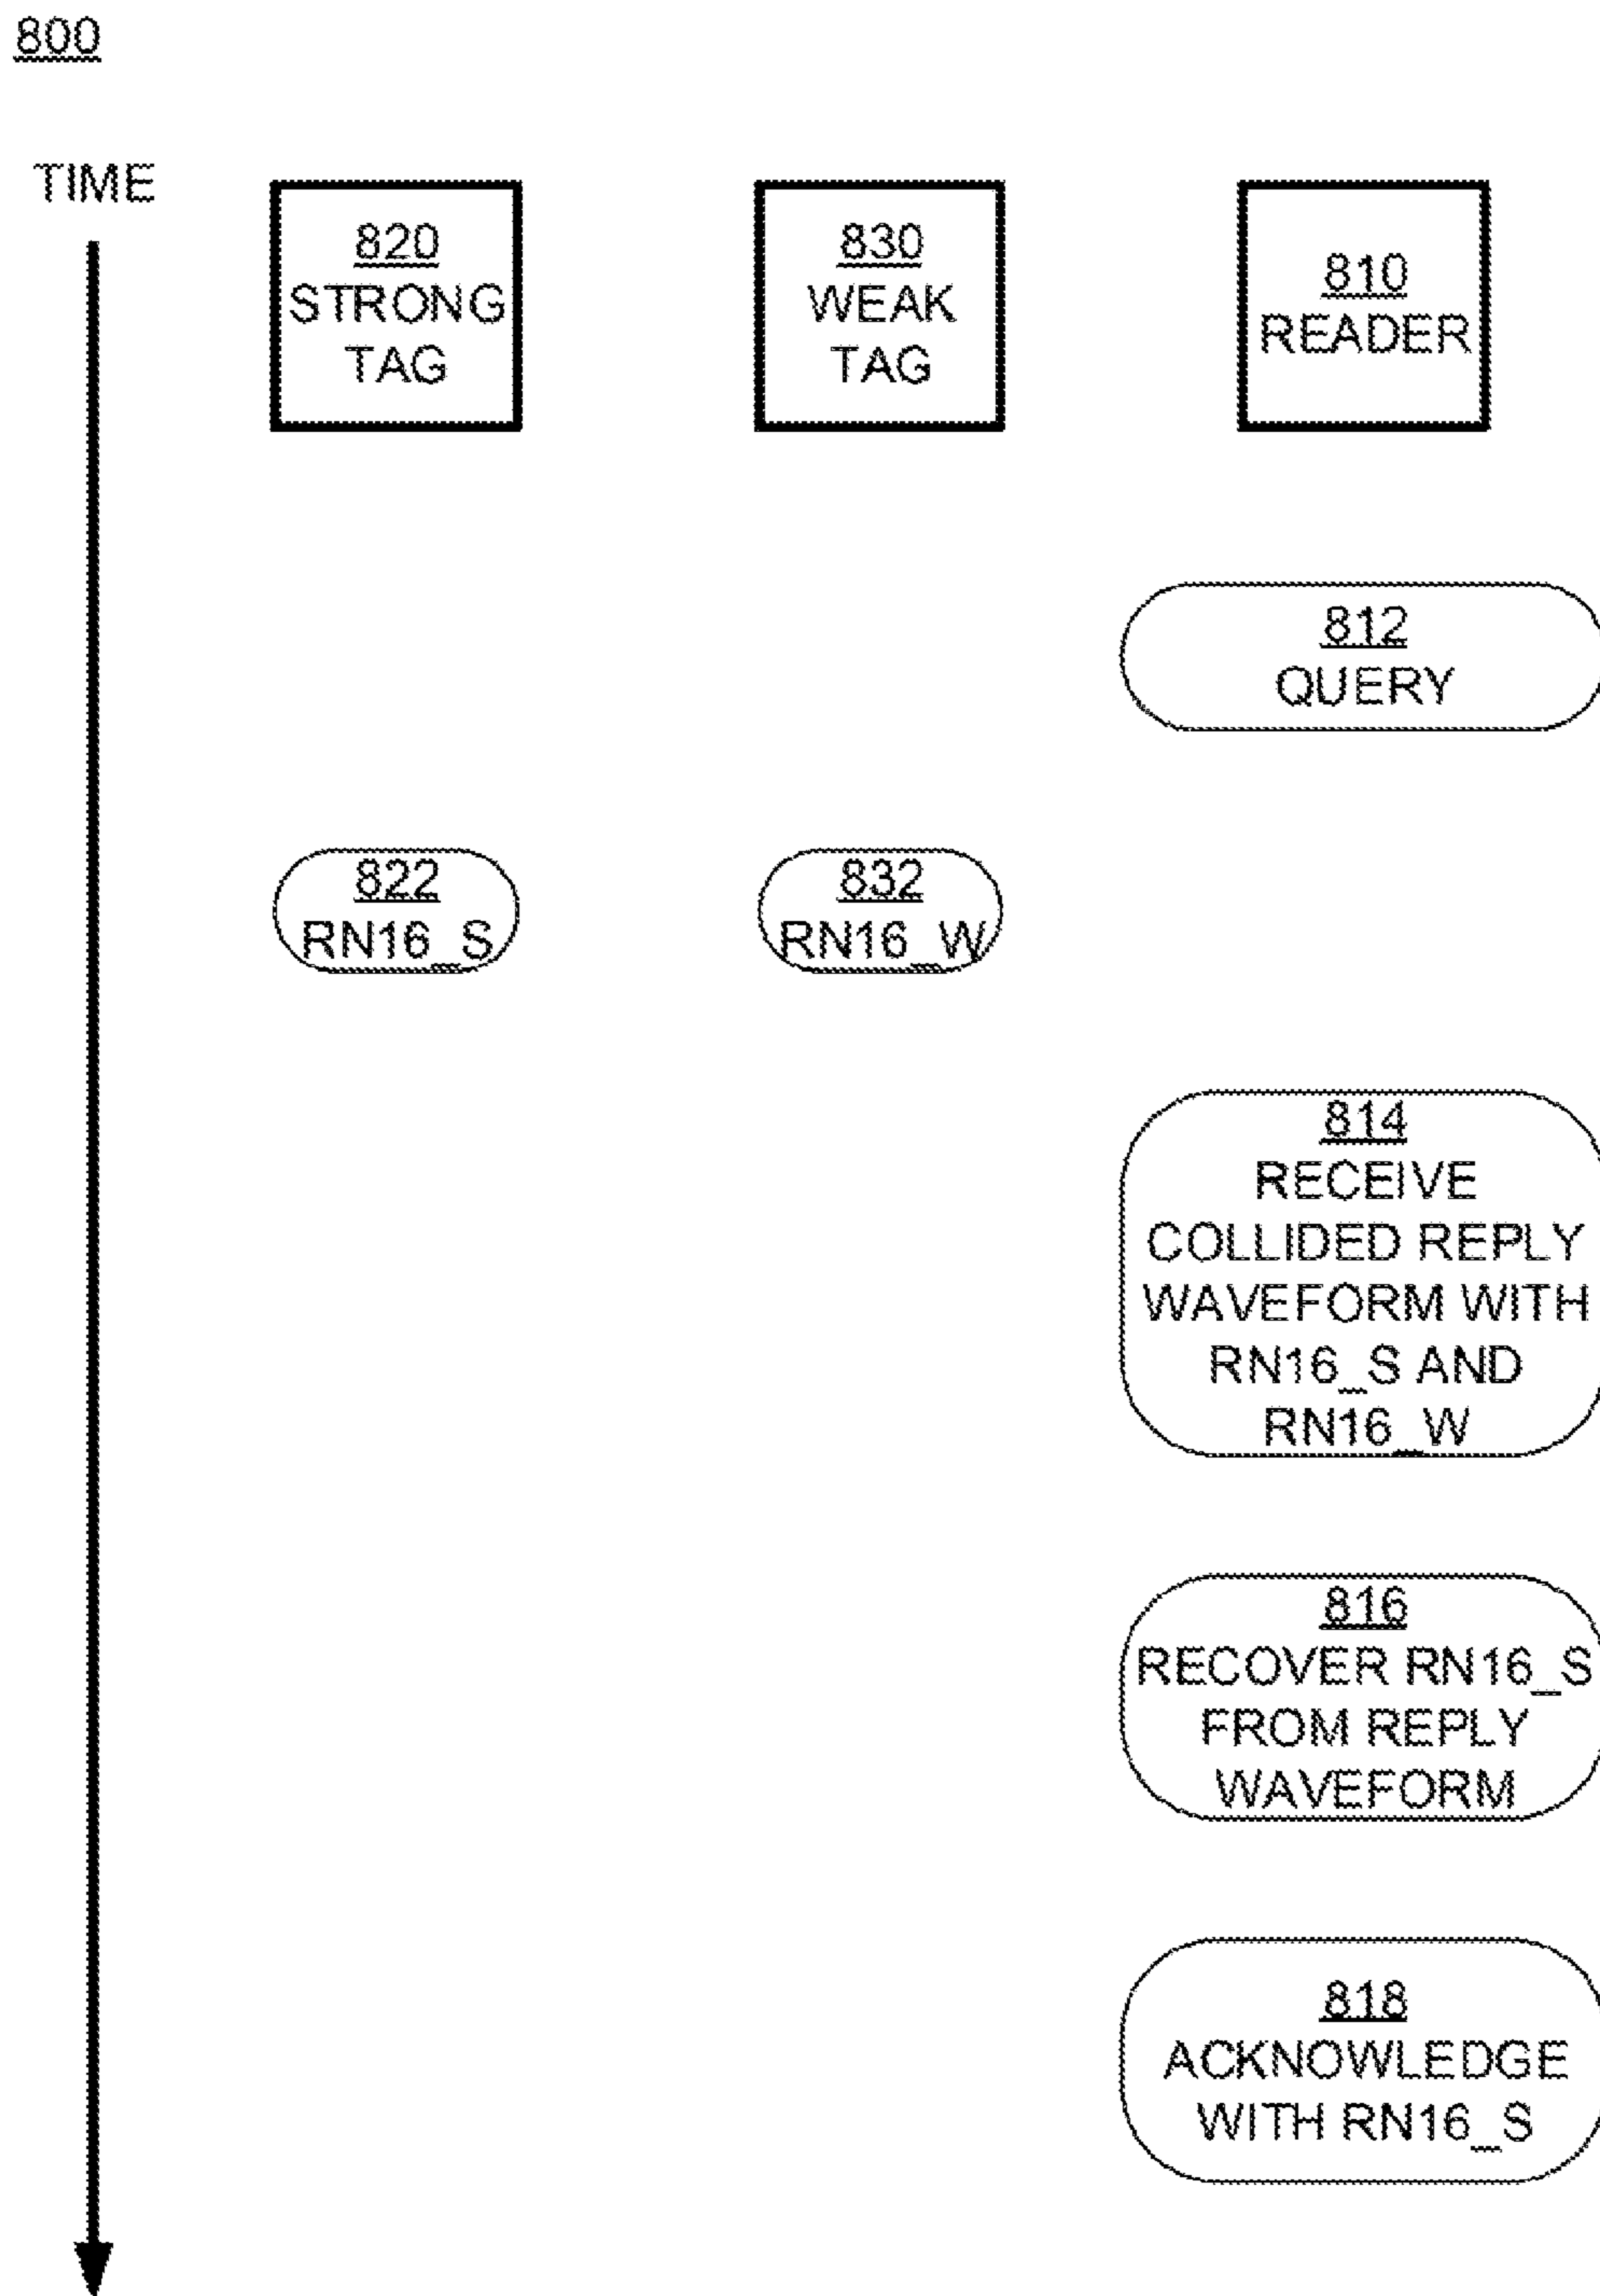 800
TIME
820
STRONG
TAG
830
WEAK
TAG
810
READER
812
QUERY
822
RN16_S
832
RN16_W
814
RECEIVE
COLLIDED REPLY
WAVEFORM WITH
RN16_S AND
RN16_W
816
RECOVER RN16_S
FROM REPLY
WAVEFORM
818
ACKNOWLEDGE
WITH RN16_S